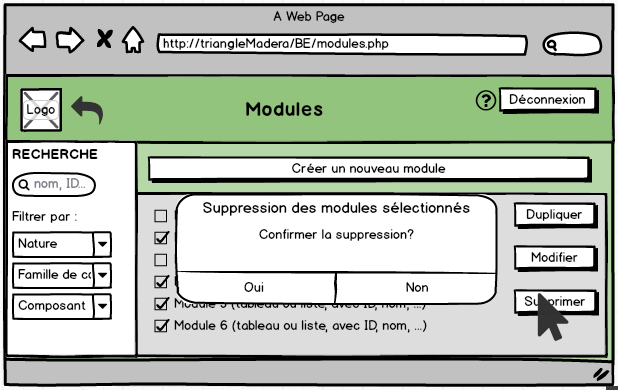 A Web Page
http://triangleMadera/BE/modules.php
Logo
Modules
? Déconnexion
RECHERCHE
nom, ID...
Filtrer par :
Nature
Famille de co
Composant
Créer un nouveau module
Suppression des modules sélectionnés
Confirmer la suppression?
Oui
Non
Module 5 (tableau ou liste, avec ID, nom, ...)
Module 6 (tableau ou liste, avec ID, nom, ...)
Dupliquer
Modifier
Supprimer